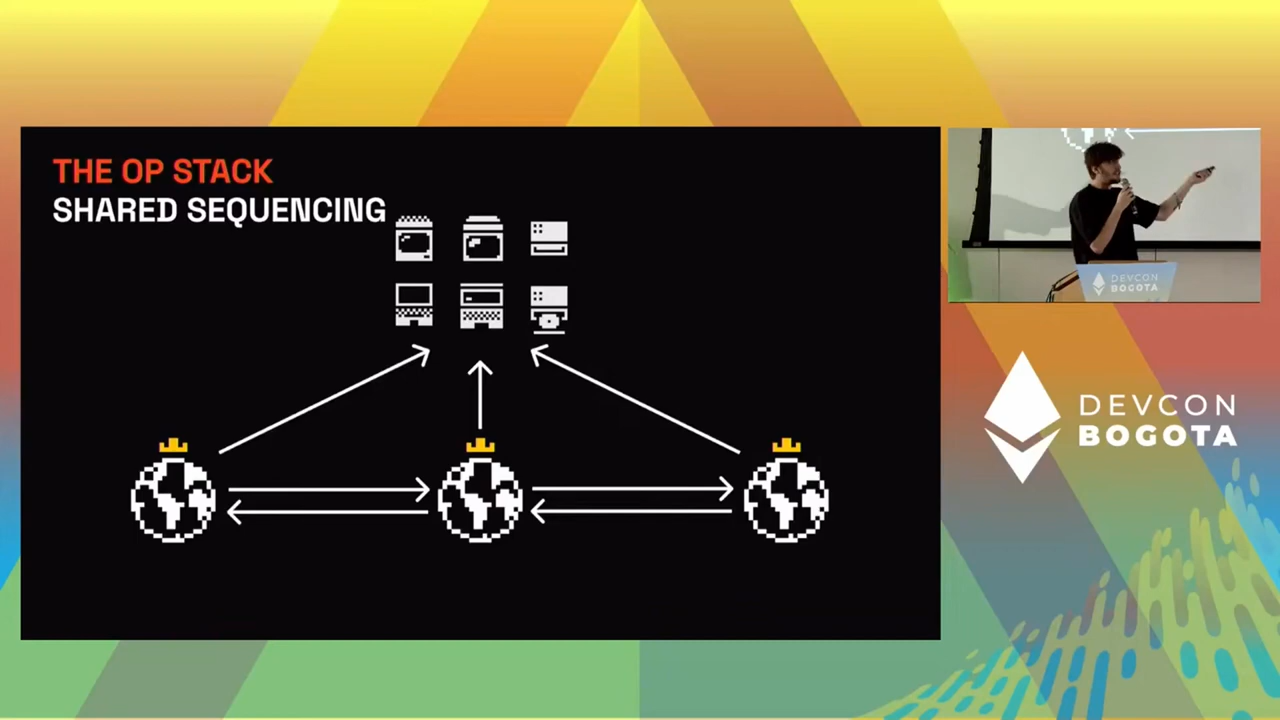 THE OP STACK
SHARED SEQUENCING
DEVCON
BOGOTA
DEVCON
BOGOTA